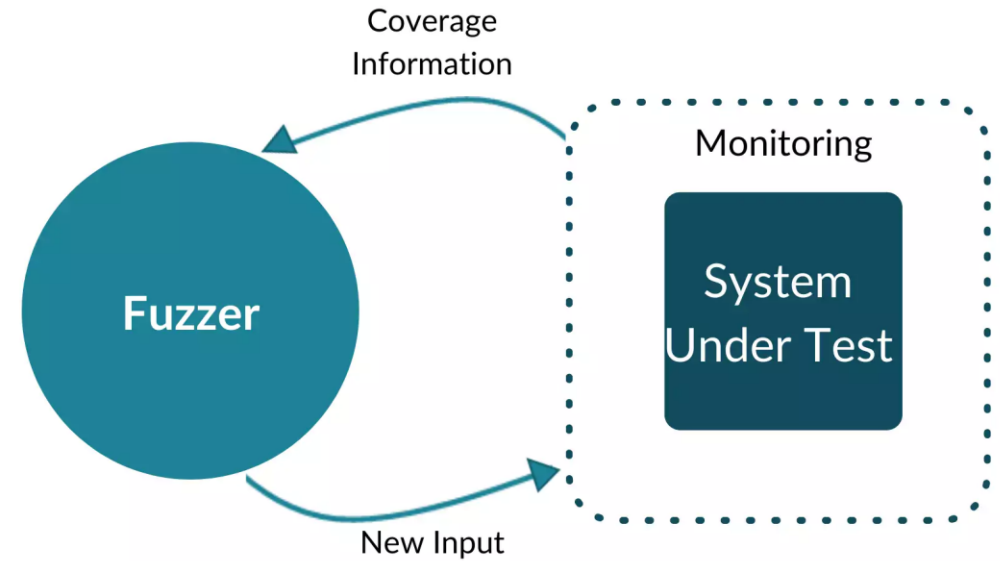 Coverage
Information
Monitoring
Fuzzer
System
Under Test
New Input